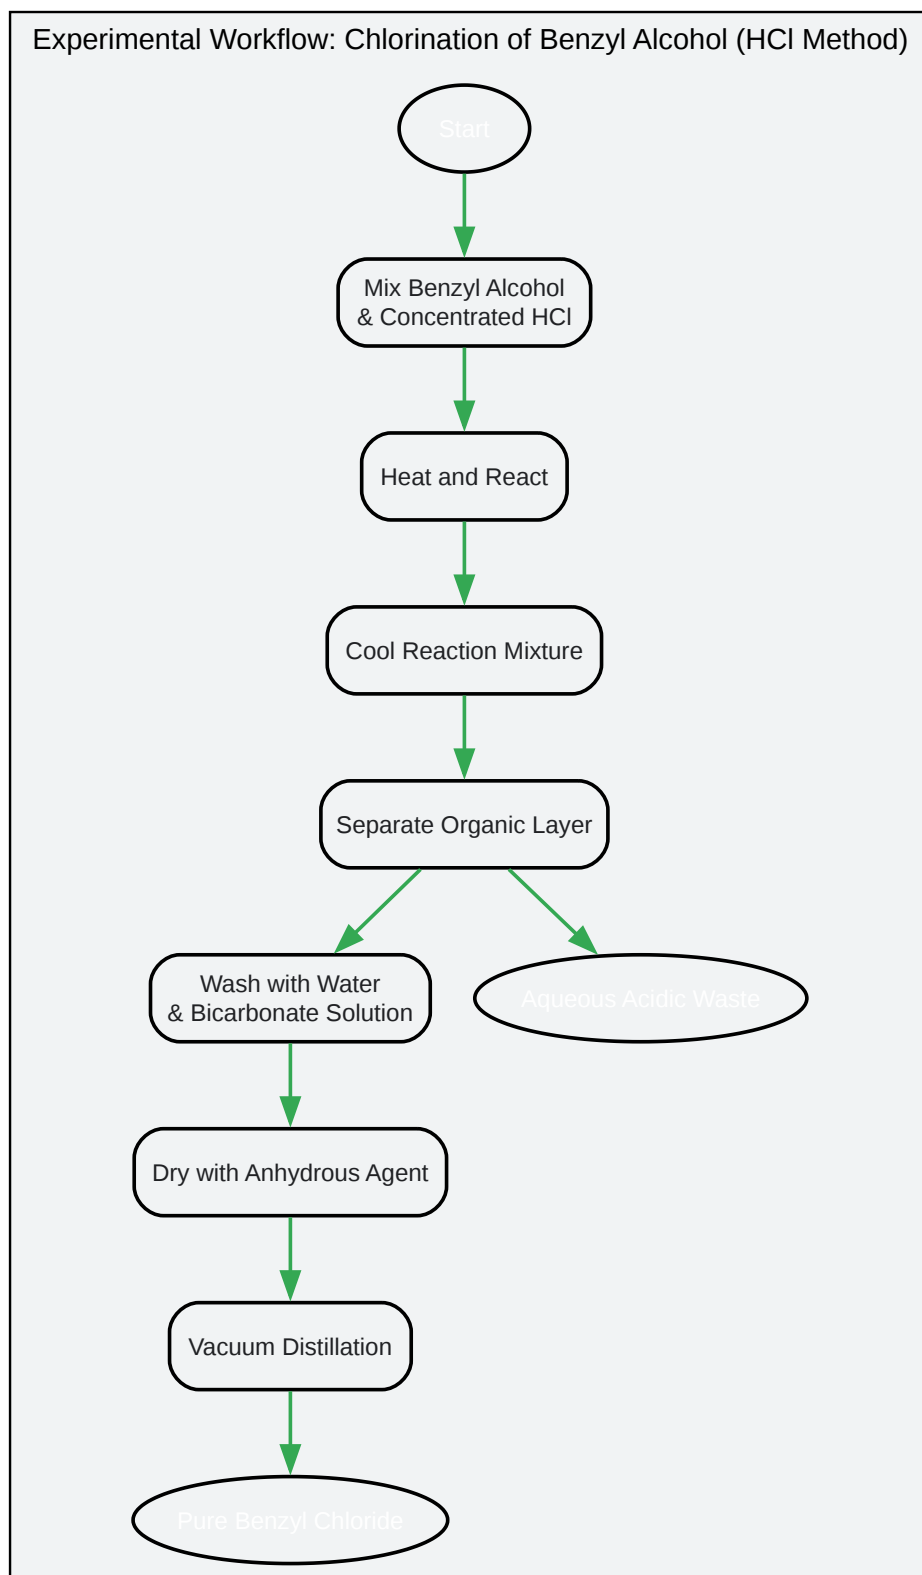 Experimental Workflow: Chlorination of Benzyl Alcohol (HCl Method)
Start
Mix Benzyl Alcohol
& Concentrated HCl
Heat and React
Cool Reaction Mixture
Separate Organic Layer
Wash with Water
& Bicarbonate Solution
Aqueous Acidic Waste
Dry with Anhydrous Agent
Vacuum Distillation
Pure Benzyl Chloride